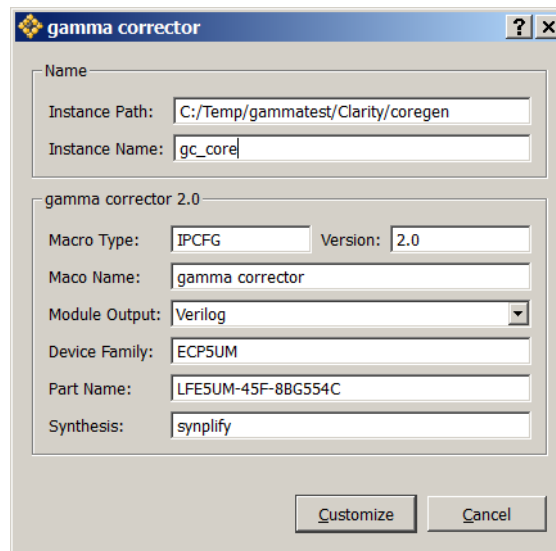 gamma corrector
Name
Instance Path: C:/Temp/gammatest/Clarity/coregen
Instance Name: gc_core
gamma corrector 2.0
Macro Type: IPCFG Version: 2.0
Maco Name: gamma corrector
Module Output: Verilog
Device Family: ECP5UM
Part Name: LFE5UM-45F-8BG554C
Synthesis: synplify
Customize Cancel